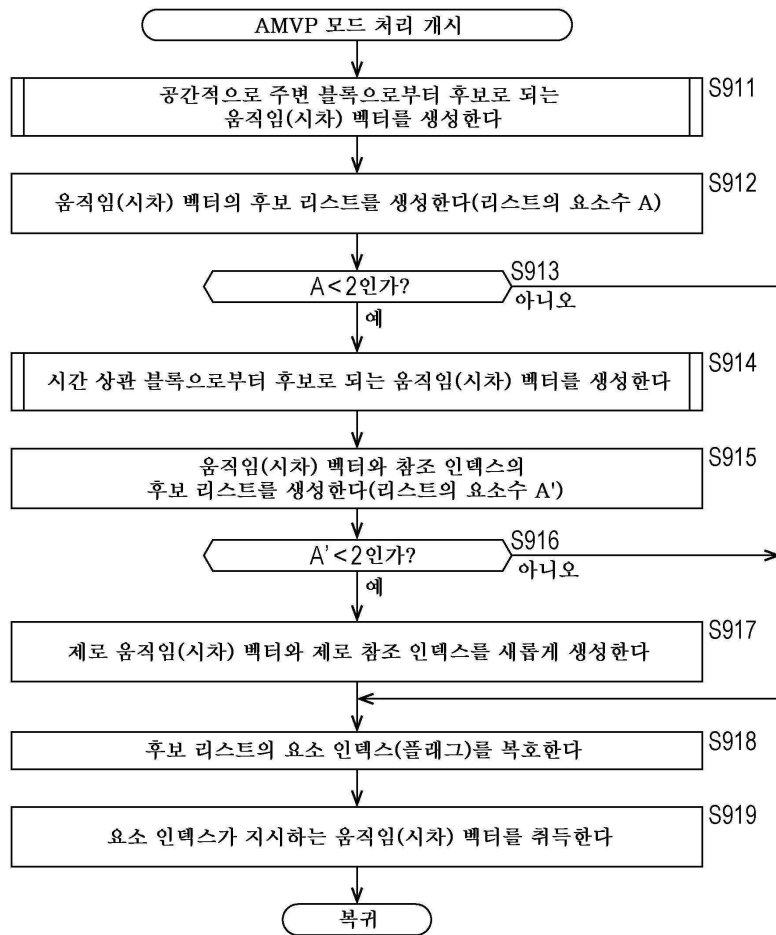 AMVP 모드 처리 개시
공간적으로 주변 블록으로부터 후보로 되는
움직임(시차) 벡터를 생성한다
S911
움직임(시차) 벡터의 후보 리스트를 생성한다(리스트의 요소수 A)
S912
A<2인가?
S913
아니오
예
시간 상관 블록으로부터 후보로 되는 움직임(시차) 벡터를 생성한다
S914
움직임(시차) 벡터와 참조 인덱스의
후보 리스트를 생성한다(리스트의 요소수 A')
S915
A'<2인가?
S916
아니오
예
제로 움직임(시차) 벡터와 제로 참조 인덱스를 새롭게 생성한다
S917
후보 리스트의 요소 인덱스(플래그)를 복호한다
S918
요소 인덱스가 지시하는 움직임(시차) 벡터를 취득한다
S919
복귀